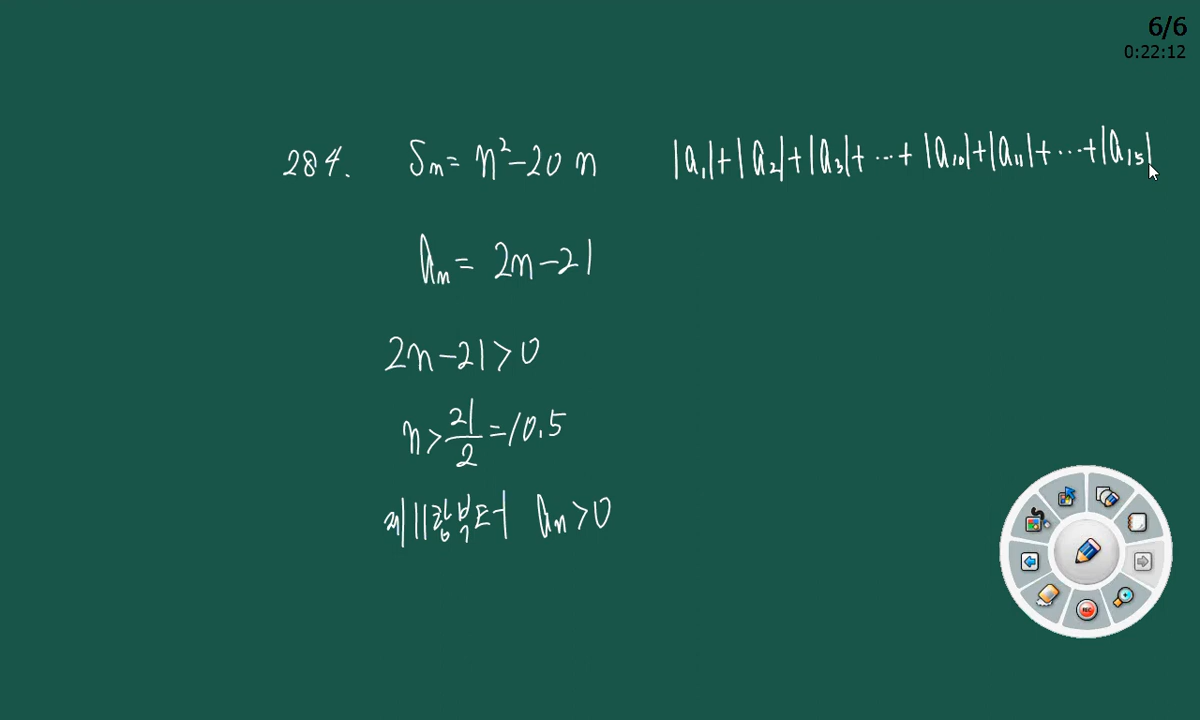 6/6
0:22:12
284. Sn = n²-20n |a₁|+|a₂|+|a₃|+ ⋯ + |a₁₀|+|a₁₁|+ ⋯ +|a₁₅|
an = 2n-21
2n-21>0
n> 21/2 =10.5
제11항부터 an>0
REC